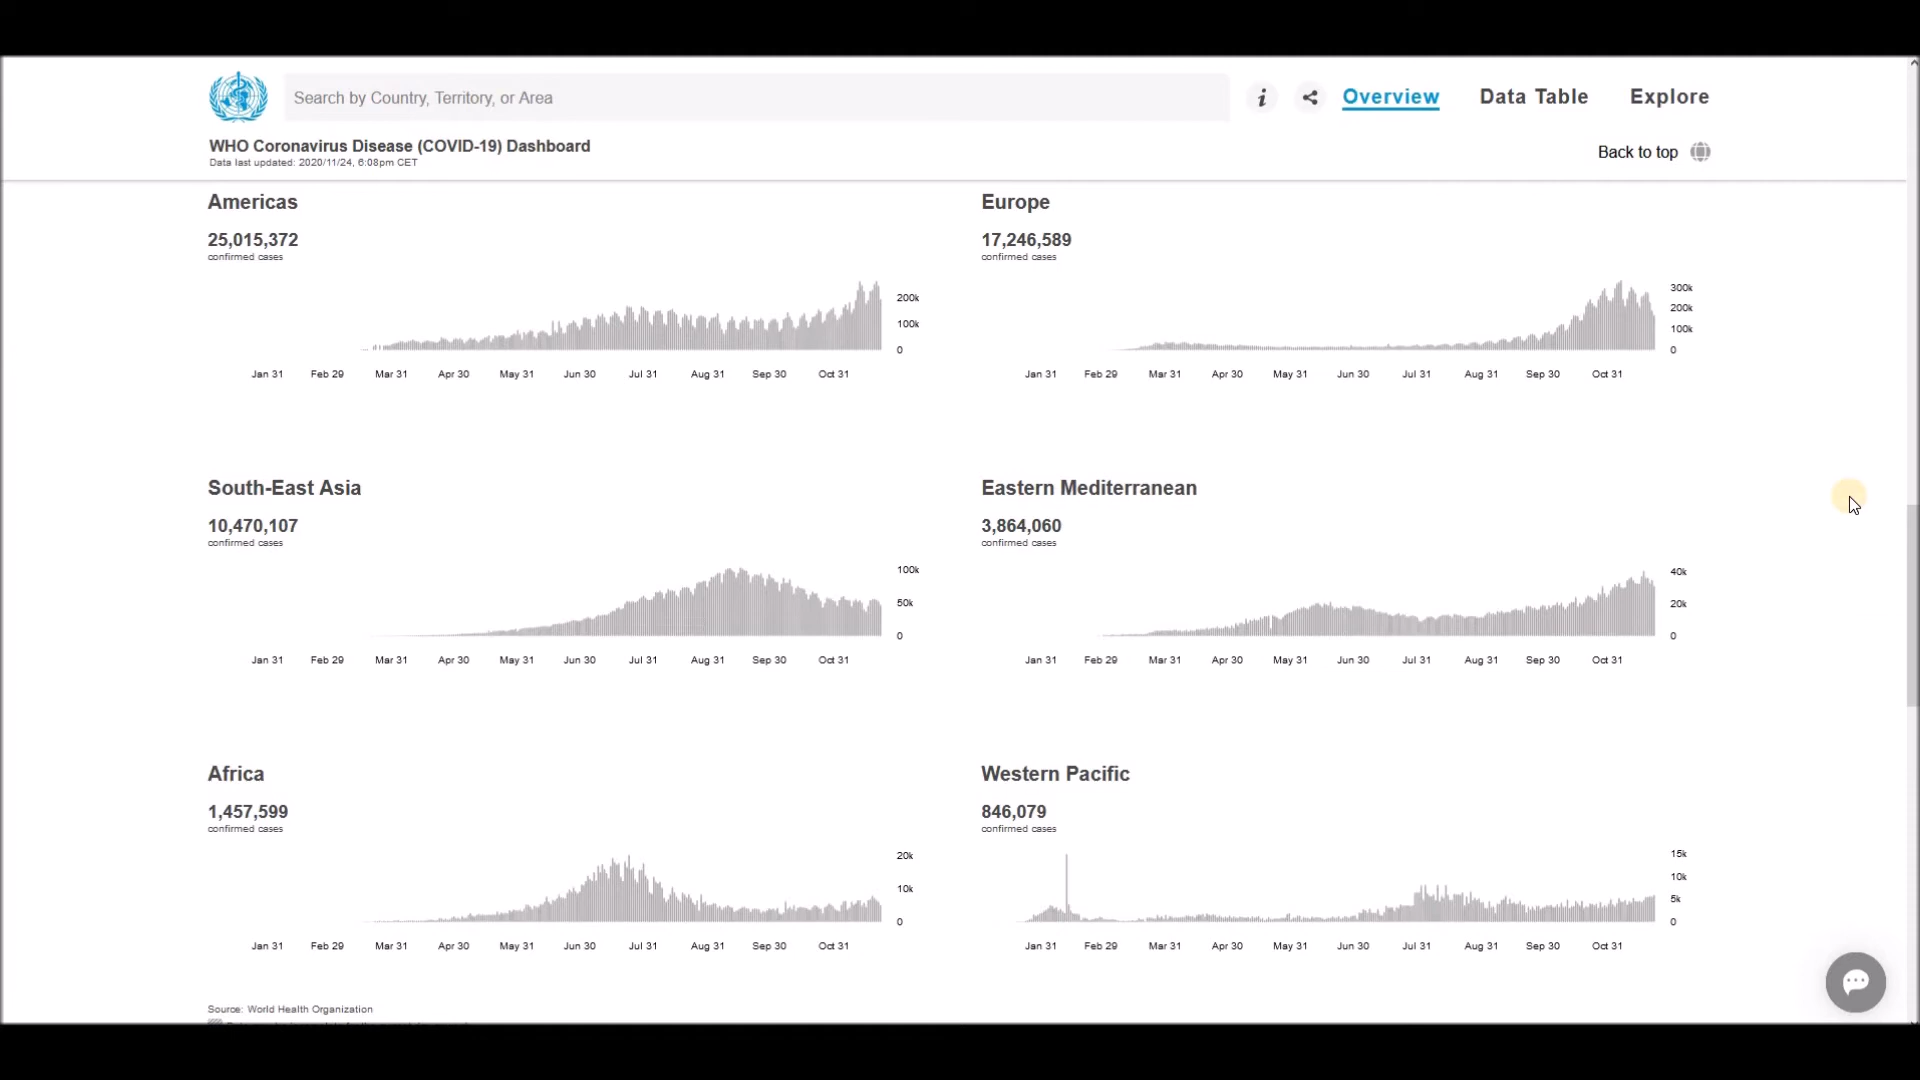 Search by Country, Territory, or Area
i
Overview
Data Table
Explore
WHO Coronavirus Disease (COVID-19) Dashboard
Data last updated: 2020/11/24, 6:08pm CET
Back to top
Americas
25,015,372
confirmed cases
200k
100k
0
Jan 31 Feb 29 Mar 31 Apr 30 May 31 Jun 30 Jul 31 Aug 31 Sep 30 Oct 31
Europe
17,246,589
confirmed cases
300k
200k
100k
0
Jan 31 Feb 29 Mar 31 Apr 30 May 31 Jun 30 Jul 31 Aug 31 Sep 30 Oct 31
South-East Asia
10,470,107
confirmed cases
100k
50k
0
Jan 31 Feb 29 Mar 31 Apr 30 May 31 Jun 30 Jul 31 Aug 31 Sep 30 Oct 31
Eastern Mediterranean
3,864,060
confirmed cases
40k
20k
0
Jan 31 Feb 29 Mar 31 Apr 30 May 31 Jun 30 Jul 31 Aug 31 Sep 30 Oct 31
Africa
1,457,599
confirmed cases
20k
10k
0
Jan 31 Feb 29 Mar 31 Apr 30 May 31 Jun 30 Jul 31 Aug 31 Sep 30 Oct 31
Western Pacific
846,079
confirmed cases
15k
10k
5k
0
Jan 31 Feb 29 Mar 31 Apr 30 May 31 Jun 30 Jul 31 Aug 31 Sep 30 Oct 31
Source: World Health Organization